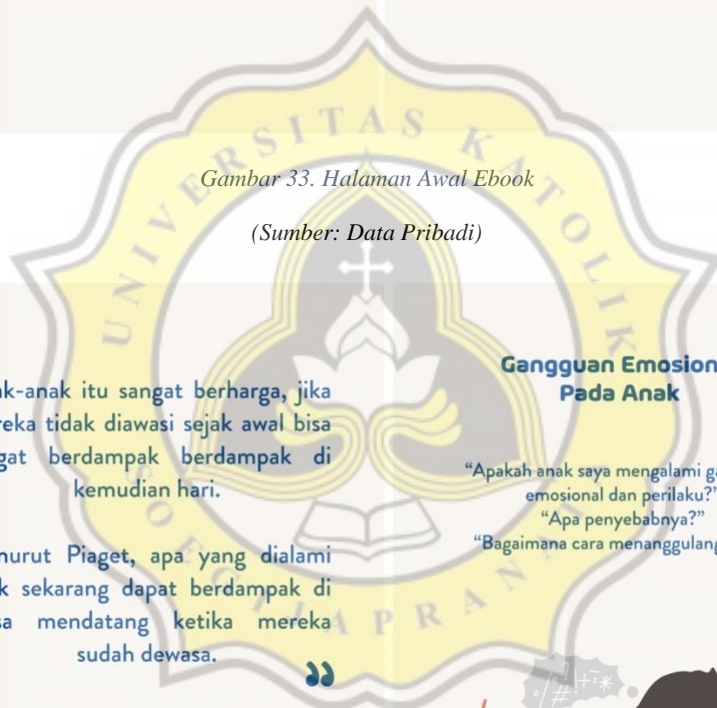 UNIVERSITAS KATOLIK
Gambar 33. Halaman Awal Ebook
(Sumber: Data Pribadi)
ak-anak itu sangat berharga, jika
reka tidak diawasi sejak awal bisa
gat berdampak berdampak di
kemudian hari.
nurut Piaget, apa yang dialami
k sekarang dapat berdampak di
sa mendatang ketika mereka
sudah dewasa.
”
Gangguan Emosion
Pada Anak
“Apakah anak saya mengalami ga
emosional dan perilaku?”
“Apa penyebabnya?”
“Bagaimana cara menanggulang
SOEGIJAPRANATA